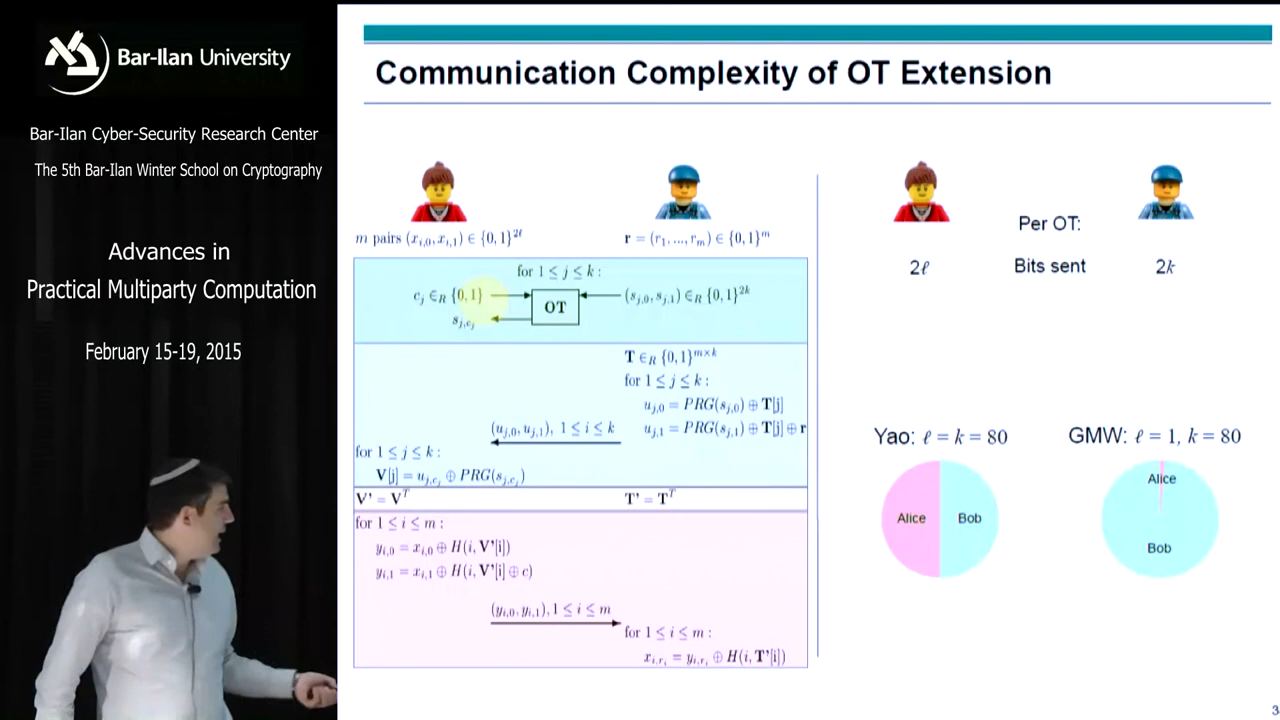 Bar-Ilan University
Bar-Ilan Cyber-Security Research Center
The 5th Bar-Ilan Winter School on Cryptography
Advances in
Practical Multiparty Computation
February 15-19, 2015
Communication Complexity of OT Extension
m pairs (x_{i,0}, x_{i,1}) ∈ {0, 1}^{2ℓ}
r = (r_1, ..., r_m) ∈ {0, 1}^m
for 1 ≤ j ≤ k :
c_j ∈_R {0, 1}
OT
(s_{j,0}, s_{j,1}) ∈_R {0, 1}^{2k}
s_{j,c_j}
T ∈_R {0, 1}^{m×k}
for 1 ≤ j ≤ k :
u_{j,0} = PRG(s_{j,0}) ⊕ T[j]
u_{j,1} = PRG(s_{j,1}) ⊕ T[j] ⊕ r
(u_{j,0}, u_{j,1}), 1 ≤ i ≤ k
for 1 ≤ j ≤ k :
V[j] = u_{j,c_j} ⊕ PRG(s_{j,c_j})
V' = V^T
T' = T^T
for 1 ≤ i ≤ m :
y_{i,0} = x_{i,0} ⊕ H(i, V'[i])
y_{i,1} = x_{i,1} ⊕ H(i, V'[i] ⊕ c)
(y_{i,0}, y_{i,1}), 1 ≤ i ≤ m
for 1 ≤ i ≤ m :
x_{i,r_i} = y_{i,r_i} ⊕ H(i, T'[i])
Per OT:
2ℓ
Bits sent
2k
Yao: ℓ = k = 80
Alice
Bob
GMW: ℓ = 1, k = 80
Alice
Bob
3